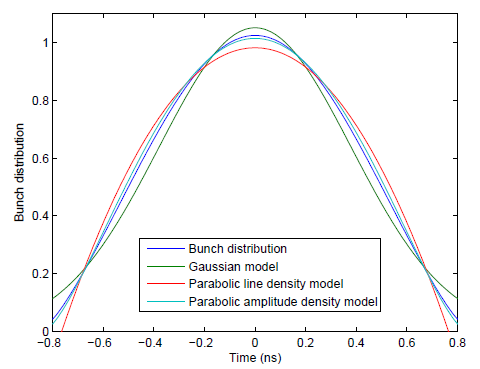 1
0.8
0.6
0.4
0.2
0
Bunch distribution
Bunch distribution
Gaussian model
Parabolic line density model
Parabolic amplitude density model
−0.8 −0.6 −0.4 −0.2 0 0.2 0.4 0.6 0.8
Time (ns)